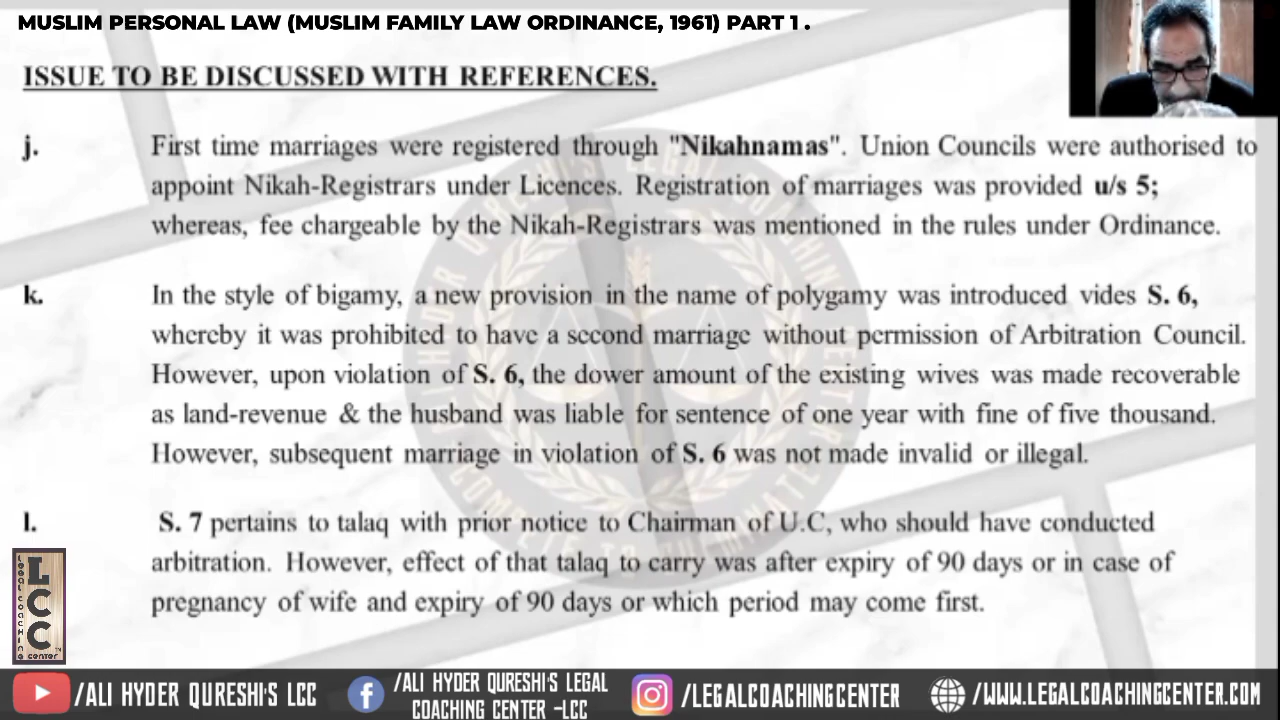 MUSLIM PERSONAL LAW (MUSLIM FAMILY LAW ORDINANCE, 1961) PART 1 .
ISSUE TO BE DISCUSSED WITH REFERENCES.
j. First time marriages were registered through "Nikahnamas". Union Councils were authorised to
appoint Nikah-Registrars under Licences. Registration of marriages was provided u/s 5;
whereas, fee chargeable by the Nikah-Registrars was mentioned in the rules under Ordinance.
k. In the style of bigamy, a new provision in the name of polygamy was introduced vides S. 6,
whereby it was prohibited to have a second marriage without permission of Arbitration Council.
However, upon violation of S. 6, the dower amount of the existing wives was made recoverable
as land-revenue & the husband was liable for sentence of one year with fine of five thousand.
However, subsequent marriage in violation of S. 6 was not made invalid or illegal.
l. S. 7 pertains to talaq with prior notice to Chairman of U.C, who should have conducted
arbitration. However, effect of that talaq to carry was after expiry of 90 days or in case of
pregnancy of wife and expiry of 90 days or which period may come first.
Legal Coaching Center
LCC
/ALI HYDER QURESHI'S LCC
/ALI HYDER QURESHI'S LEGAL
COACHING CENTER -LCC
/LEGALCOACHINGCENTER
/WWW.LEGALCOACHINGCENTER.COM